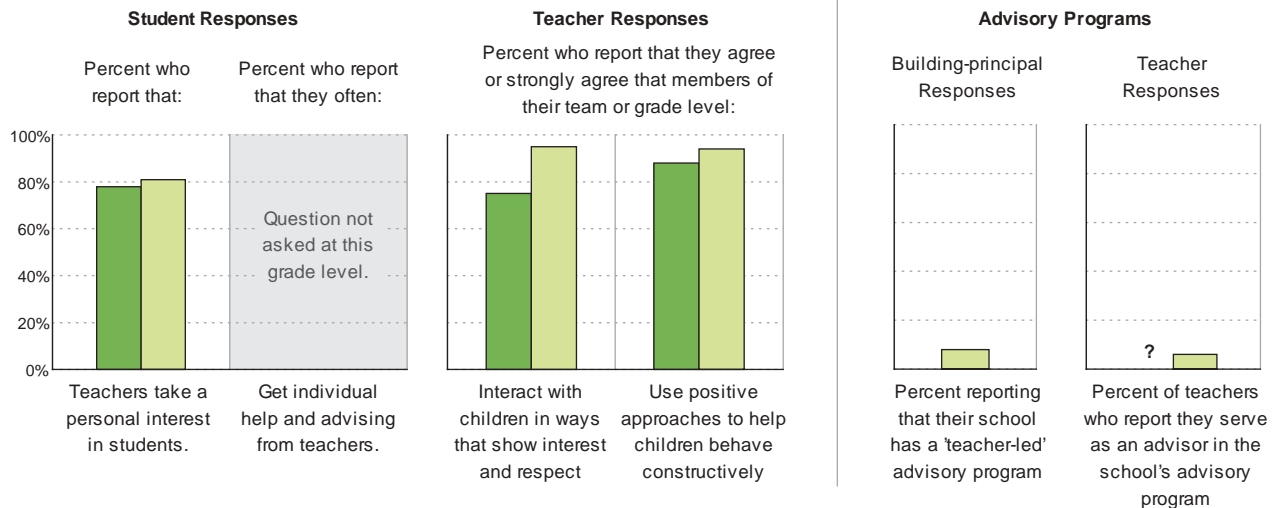 Student Responses
Teacher Responses
Advisory Programs
Percent who
report that:
Percent who report
that they often:
Percent who report that they agree
or strongly agree that members of
their team or grade level:
Building-principal
Responses
Teacher
Responses
100%
80%
60%
40%
20%
0%
Question not
asked at this
grade level.
?
Teachers take a
personal interest
in students.
Get individual
help and advising
from teachers.
Interact with
children in ways
that show interest
and respect
Use positive
approaches to help
children behave
constructively
Percent reporting
that their school
has a 'teacher-led'
advisory program
Percent of teachers
who report they serve
as an advisor in the
school's advisory
program